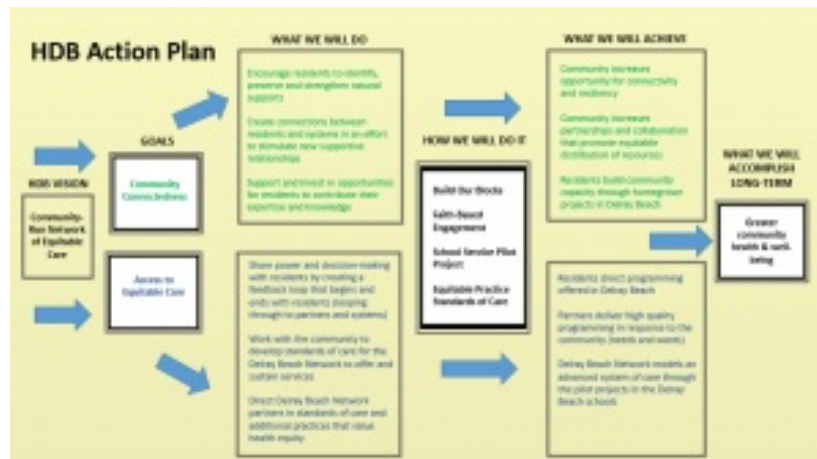 HDB Action Plan
WHAT WE WILL DO
Encourage residents to identify,
preserve and strengthen natural
supports
Create connections between
residents and systems in an effort
to stimulate new supportive
relationships
Support and invest in opportunities
for residents to contribute their
expertise and knowledge
WHAT WE WILL ACHIEVE
Community increases
opportunity for connectivity
and resiliency
Community increases
partnerships and collaboration
that promote equitable
distribution of resources
Residents build community
capacity through homegrown
projects in Delray Beach
GOALS
Community
Connectedness
HDB VISION
Community-
Run Network
of Equitable
Care
Access to
Equitable Care
HOW WE WILL DO IT
Build Our Blocks
Faith-Based
Engagement
School Service Pilot
Project
Equitable Practice
Standards of Care
WHAT WE WILL
ACCOMPLISH
LONG-TERM
Greater
community
health & well-
being
Share power and decision-making
with residents by creating a
feedback loop that begins and
ends with residents (looping
through to partners and systems)
Work with the community to
develop standards of care for the
Delray Beach Network to offer and
sustain services
Direct Delray Beach Network
partners in standards of care and
additional practices that value
health equity
Residents direct programming
offered in Delray Beach
Partners deliver high quality
programming in response to the
community (needs and wants)
Delray Beach Network models an
advanced system of care through
the pilot projects in the Delray
Beach schools